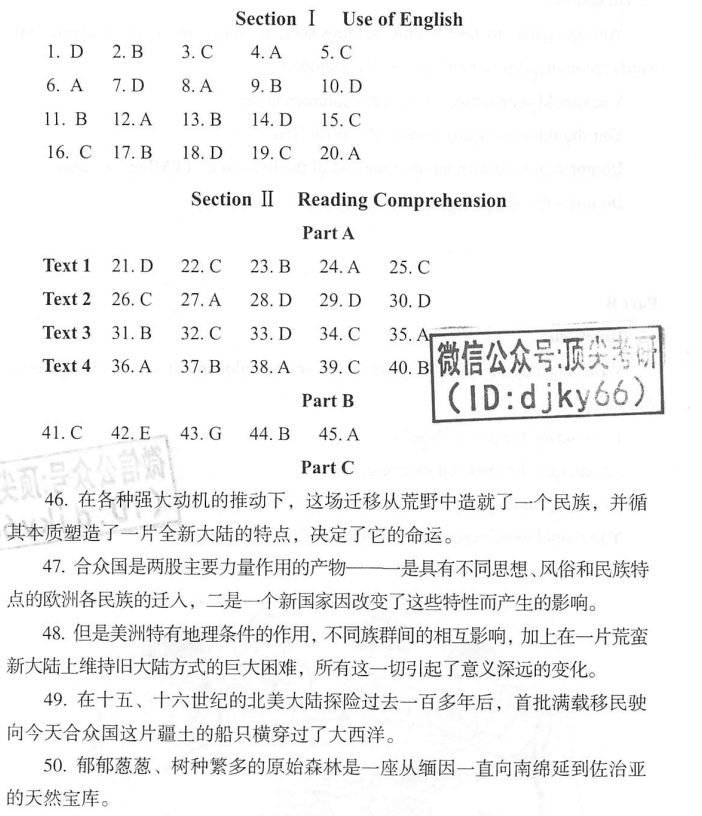 Section Ⅰ Use of English
1. D 2. B 3. C 4. A 5. C
6. A 7. D 8. A 9. B 10. D
11. B 12. A 13. B 14. D 15. C
16. C 17. B 18. D 19. C 20. A
Section Ⅱ Reading Comprehension
Part A
Text 1 21. D 22. C 23. B 24. A 25. C
Text 2 26. C 27. A 28. D 29. D 30. D
Text 3 31. B 32. C 33. D 34. C 35. A
Text 4 36. A 37. B 38. A 39. C 40. B
微信公众号:顶尖考研
(ID:djky66)
Part B
41. C 42. E 43. G 44. B 45. A
Part C
46. 在各种强大动机的推动下，这场迁移从荒野中造就了一个民族，并循
其本质塑造了一片全新大陆的特点，决定了它的命运。
47. 合众国是两股主要力量作用的产物——一是具有不同思想、风俗和民族特
点的欧洲各民族的迁入，二是一个新国家因改变了这些特性而产生的影响。
48. 但是美洲特有地理条件的作用，不同族群间的相互影响，加上在一片荒蛮
新大陆上维持旧大陆方式的巨大困难，所有这一切引起了意义深远的变化。
49. 在十五、十六世纪的北美大陆探险过去一百多年后，首批满载移民驶
向今天合众国这片疆土的船只横穿过了大西洋。
50. 郁郁葱葱、树种繁多的原始森林是一座从缅因一直向南绵延到佐治亚
的天然宝库。